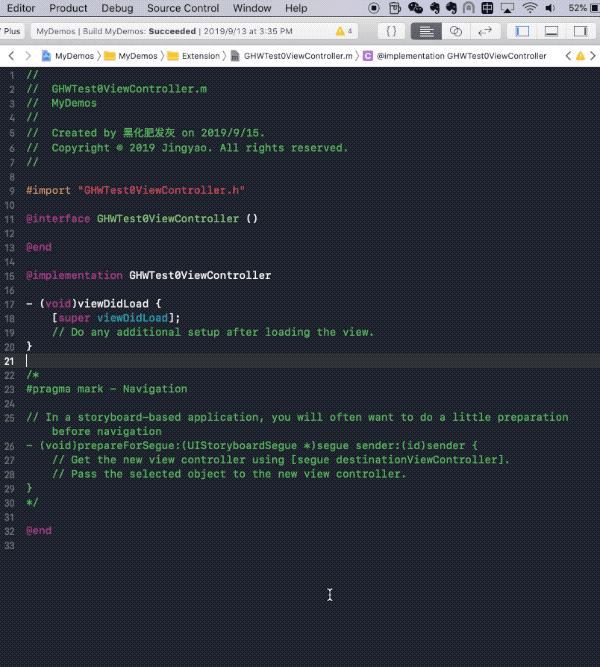 Editor Product Debug Source Control Window Help 52%
Plus MyDemos | Build MyDemos: Succeeded | 2019/9/13 at 3:35 PM 4 {}
MyDemos MyDemos Extension GHWTest0ViewController.m C @implementation GHWTest0ViewController
1 //
2 // GHWTest0ViewController.m
3 // MyDemos
4 //
5 // Created by 黑化肥发灰 on 2019/9/15.
6 // Copyright © 2019 Jingyao. All rights reserved.
7 //
8
9 #import "GHWTest0ViewController.h"
10
11 @interface GHWTest0ViewController ()
12
13 @end
14
15 @implementation GHWTest0ViewController
16
17 - (void)viewDidLoad {
18 [super viewDidLoad];
19 // Do any additional setup after loading the view.
20 }
21
22 /*
23 #pragma mark - Navigation
24
25 // In a storyboard-based application, you will often want to do a little preparation
before navigation
26 - (void)prepareForSegue:(UIStoryboardSegue *)segue sender:(id)sender {
27 // Get the new view controller using [segue destinationViewController].
28 // Pass the selected object to the new view controller.
29 }
30 */
31
32 @end
33